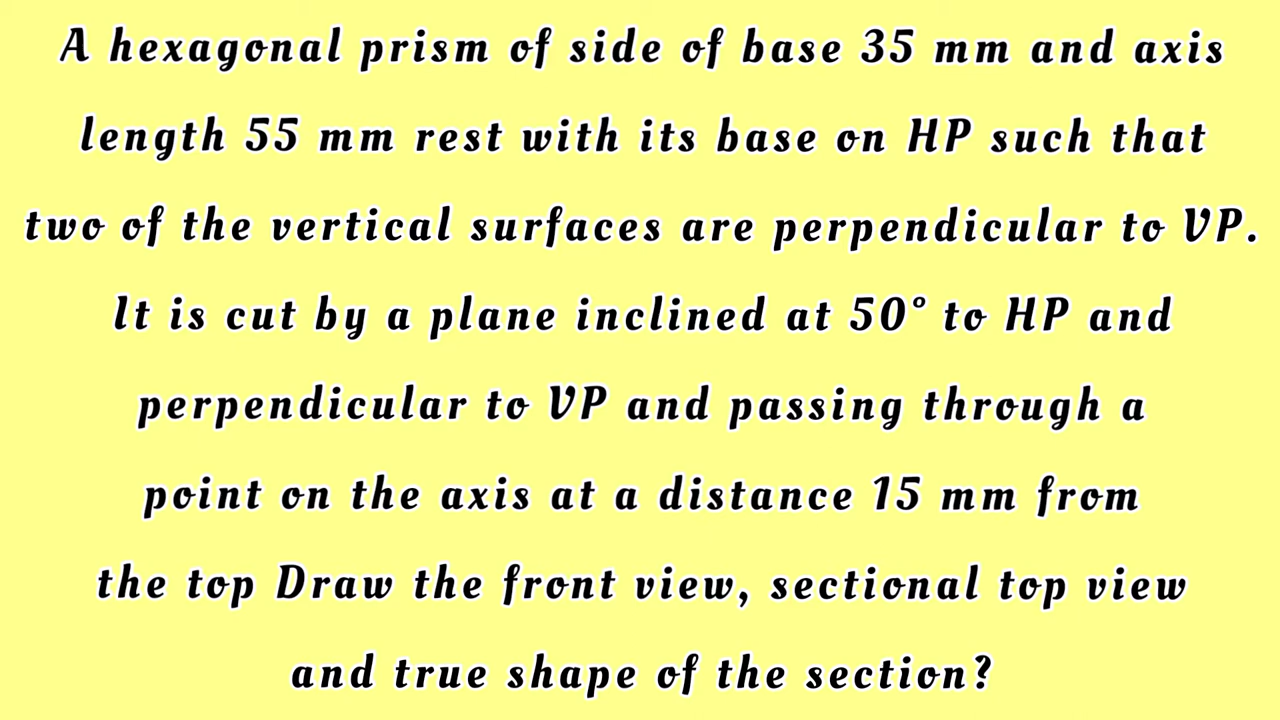 A hexagonal prism of side of base 35 mm and axis
length 55 mm rest with its base on HP such that
two of the vertical surfaces are perpendicular to VP.
It is cut by a plane inclined at 50° to HP and
perpendicular to VP and passing through a
point on the axis at a distance 15 mm from
the top Draw the front view, sectional top view
and true shape of the section?